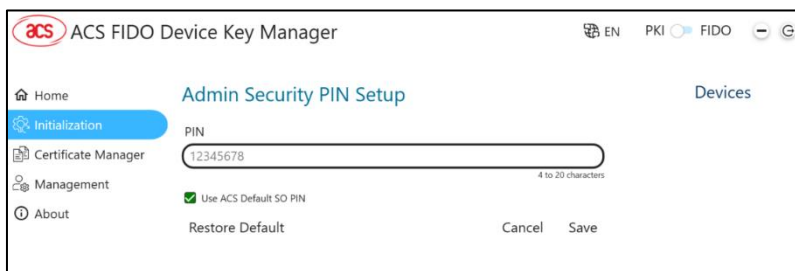 acs ACS FIDO Device Key Manager EN PKI FIDO
Home
Initialization
Certificate Manager
Management
About
Admin Security PIN Setup
PIN
12345678
4 to 20 characters
Use ACS Default SO PIN
Restore Default Cancel Save
Devices